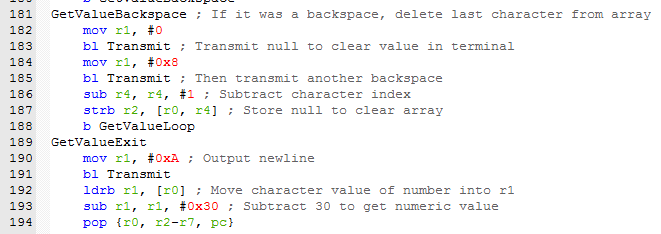 181 GetValueBackspace ; If it was a backspace, delete last character from array
182 mov r1, #0
183 bl Transmit ; Transmit null to clear value in terminal
184 mov r1, #0x8
185 bl Transmit ; Then transmit another backspace
186 sub r4, r4, #1 ; Subtract character index
187 strb r2, [r0, r4] ; Store null to clear array
188 b GetValueLoop
189 GetValueExit
190 mov r1, #0xA ; Output newline
191 bl Transmit
192 ldrb r1, [r0] ; Move character value of number into r1
193 sub r1, r1, #0x30 ; Subtract 30 to get numeric value
194 pop {r0, r2-r7, pc}